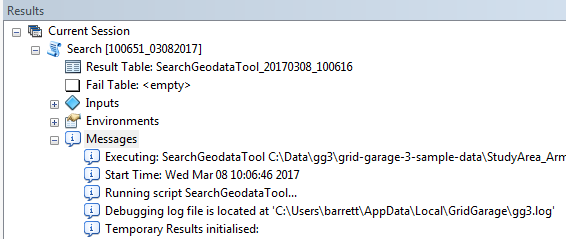 Results
Current Session
Search [100651_03082017]
Result Table: SearchGeodataTool_20170308_100616
Fail Table: <empty>
Inputs
Environments
Messages
Executing: SearchGeodataTool C:\Data\gg3\grid-garage-3-sample-data\StudyArea_Arm
Start Time: Wed Mar 08 10:06:46 2017
Running script SearchGeodataTool...
Debugging log file is located at 'C:\Users\barrett\AppData\Local\GridGarage\gg3.log'
Temporary Results initialised: